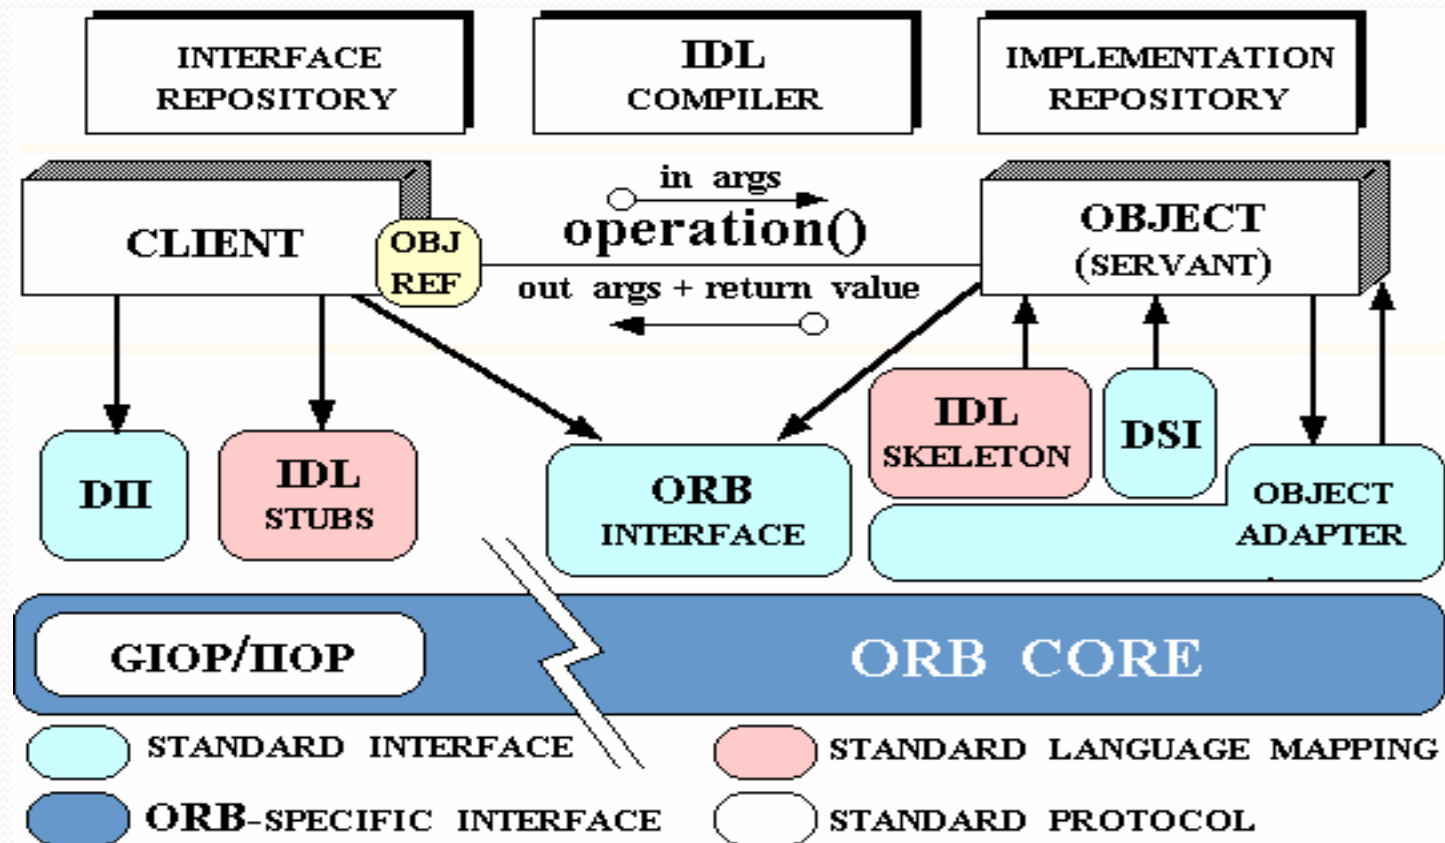 INTERFACE
REPOSITORY
IDL
COMPILER
IMPLEMENTATION
REPOSITORY
CLIENT
OBJ
REF
in args
operation()
out args + return value
OBJECT
(SERVANT)
DII
IDL
STUBS
ORB
INTERFACE
IDL
SKELETON
DSI
OBJECT
ADAPTER
GIOP/IIOP
ORB CORE
STANDARD INTERFACE
STANDARD LANGUAGE MAPPING
ORB-SPECIFIC INTERFACE
STANDARD PROTOCOL